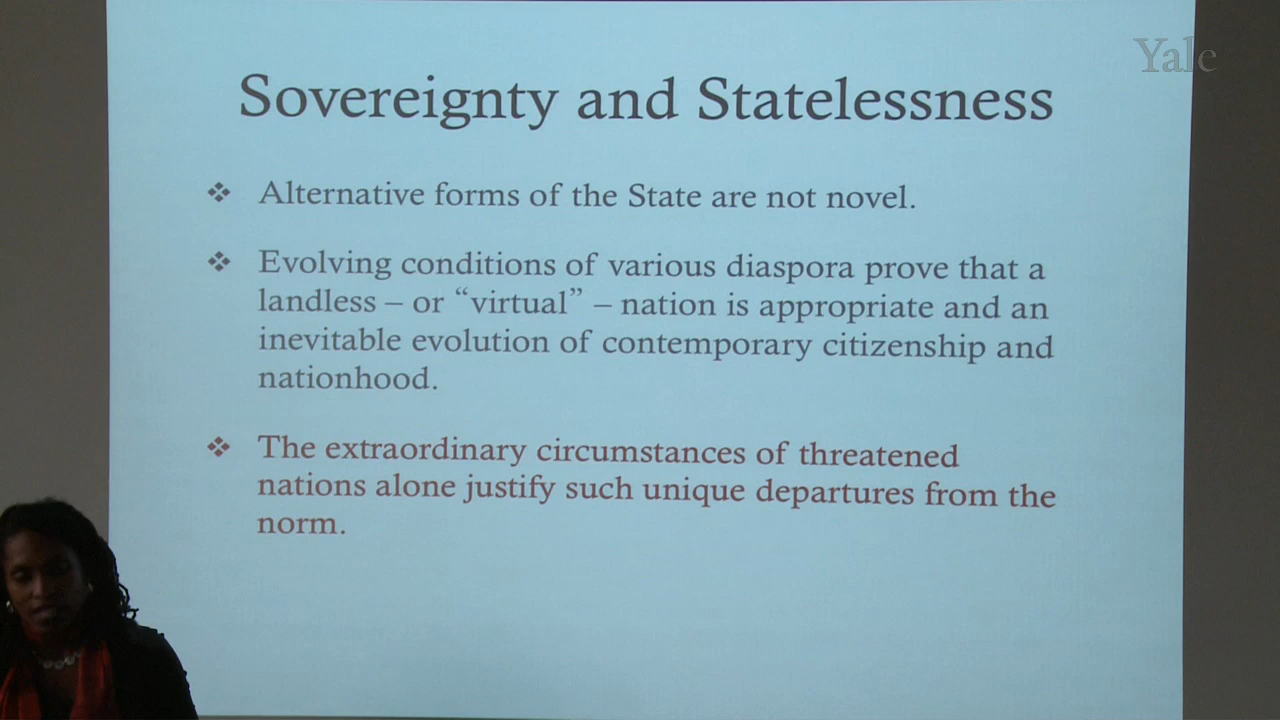 Yale
Sovereignty and Statelessness
❖ Alternative forms of the State are not novel.
❖ Evolving conditions of various diaspora prove that a
landless – or “virtual” – nation is appropriate and an
inevitable evolution of contemporary citizenship and
nationhood.
❖ The extraordinary circumstances of threatened
nations alone justify such unique departures from the
norm.